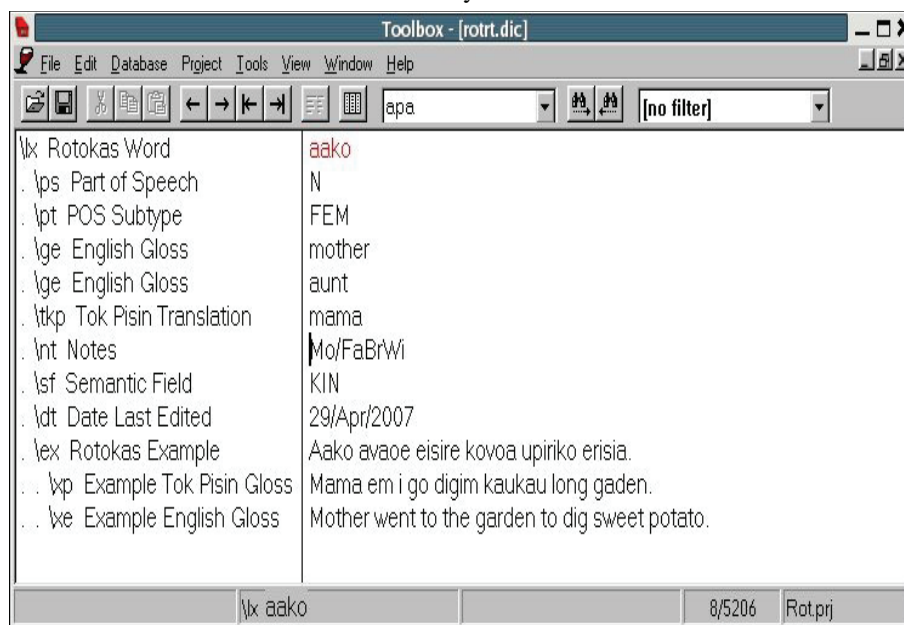 Toolbox - [rotrt.dic]
File Edit Database Project Tools View Window Help
apa [no filter]
\lx Rotokas Word aako
. \ps Part of Speech N
. \pt POS Subtype FEM
. \ge English Gloss mother
. \ge English Gloss aunt
. \tkp Tok Pisin Translation mama
. \nt Notes Mo/FaBrWi
. \sf Semantic Field KIN
. \dt Date Last Edited 29/Apr/2007
. \ex Rotokas Example Aako avaoe eisire kovoa upiriko erisia.
. . \xp Example Tok Pisin Gloss Mama em i go digim kaukau long gaden.
. . \xe Example English Gloss Mother went to the garden to dig sweet potato.
\lx aako 8/5206 Rot.prj